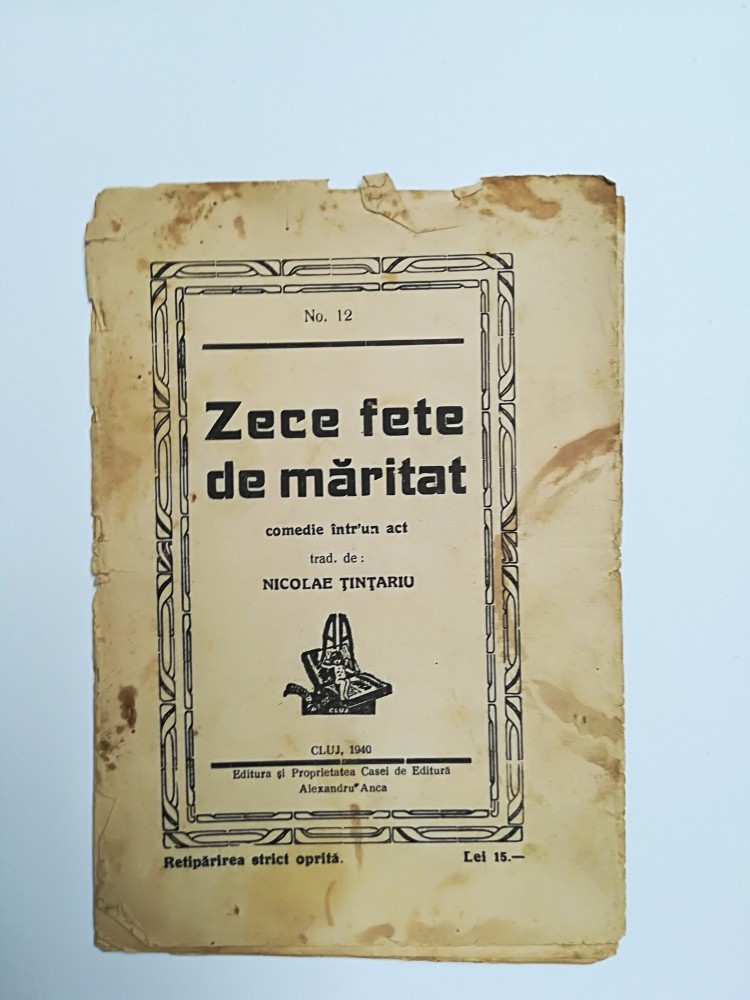 No. 12
Zece fete
de măritat
comedie într'un act
trad. de :
NICOLAE ŢINŢARIU
AA
CLUJ
CLUJ, 1940
Editura şi Proprietatea Casei de Editură
Alexandru Anca
Retipărirea strict oprită.
Lei 15.—